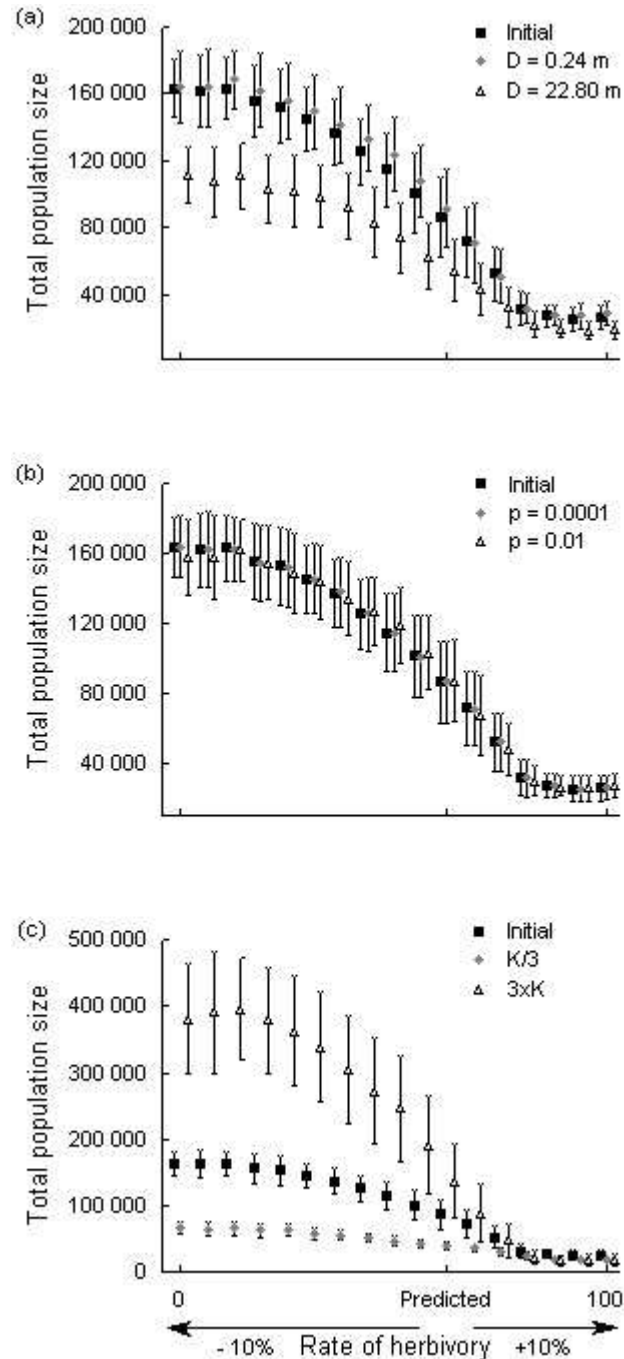 (a)
200 000
160 000
120 000
80 000
40 000
Total population size
Initial
D = 0.24 m
D = 22.80 m
(b)
200 000
160 000
120 000
80 000
40 000
Total population size
Initial
p = 0.0001
p = 0.01
(c)
500 000
400 000
300 000
200 000
100 000
0
Total population size
Initial
K/3
3xK
0 Predicted 100
-10% Rate of herbivory +10%